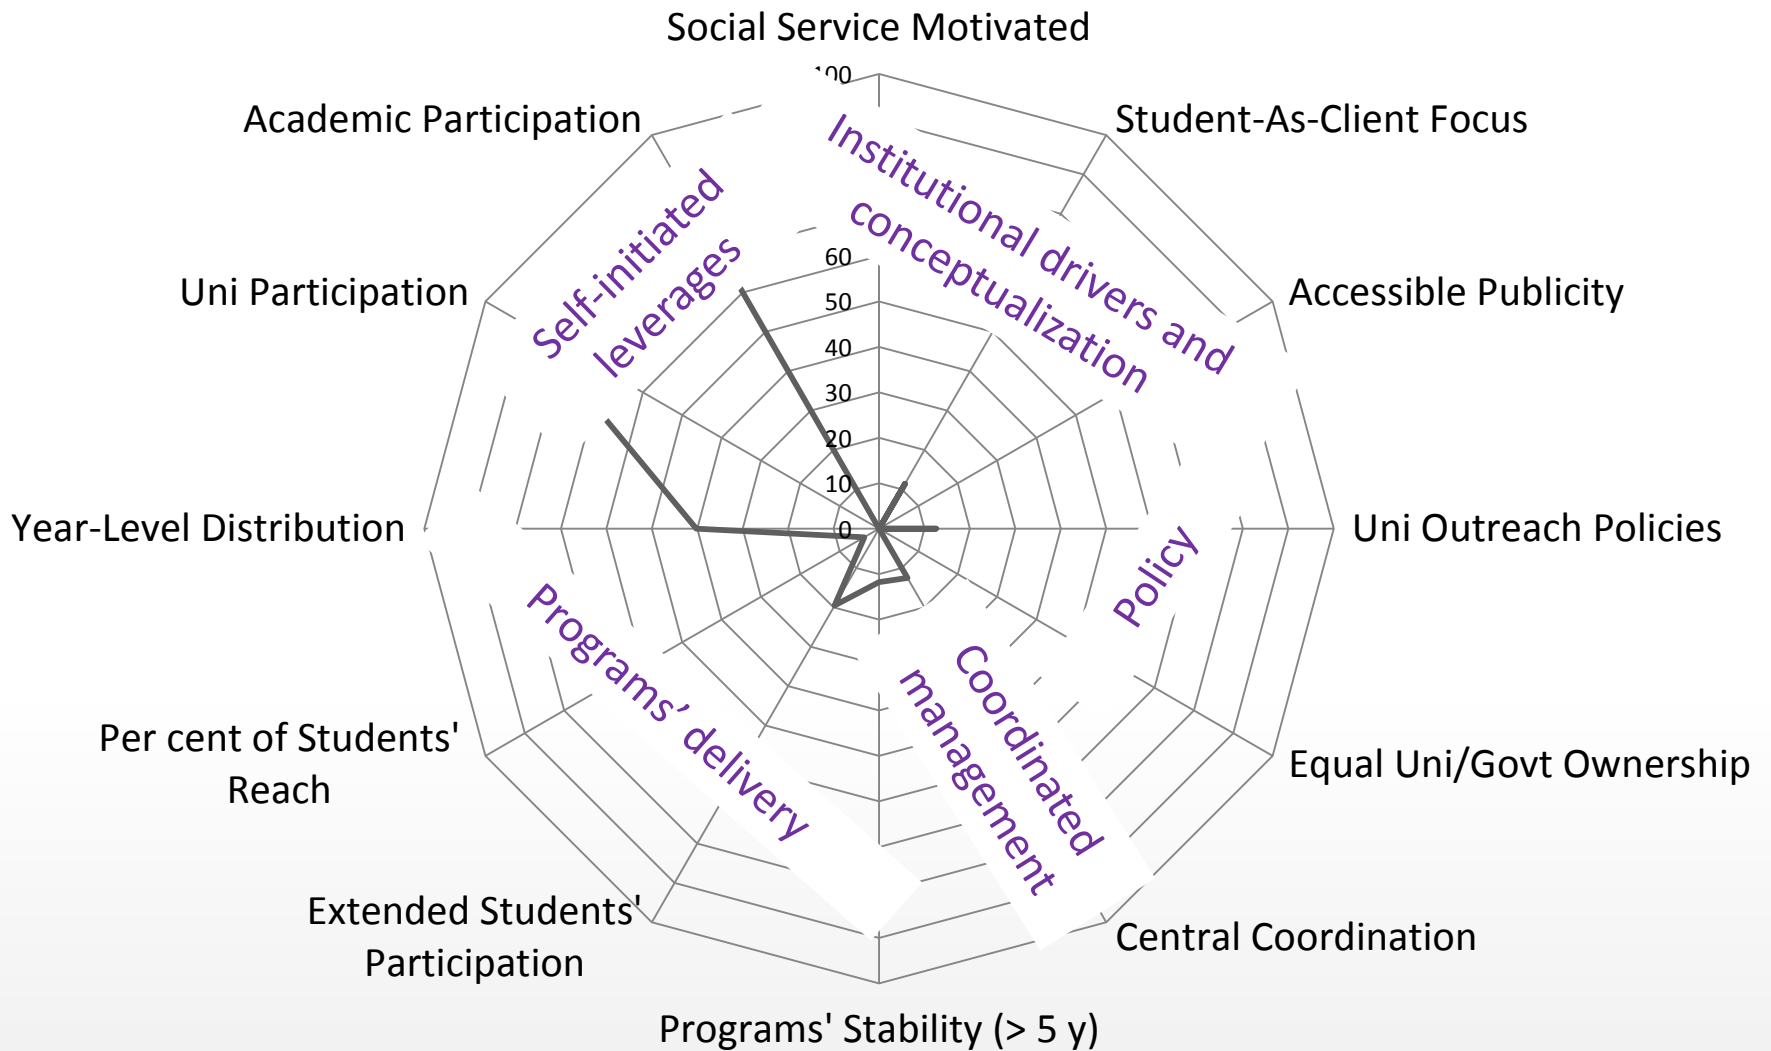 Social Service Motivated
Student-As-Client Focus
Accessible Publicity
Uni Outreach Policies
Equal Uni/Govt Ownership
Central Coordination
Programs' Stability (> 5 y)
Extended Students'
Participation
Per cent of Students'
Reach
Year-Level Distribution
Uni Participation
Academic Participation
100
60
50
40
30
20
10
0
Institutional drivers and
conceptualization
Policy
Coordinated
management
Programs’ delivery
Self-initiated
leverages